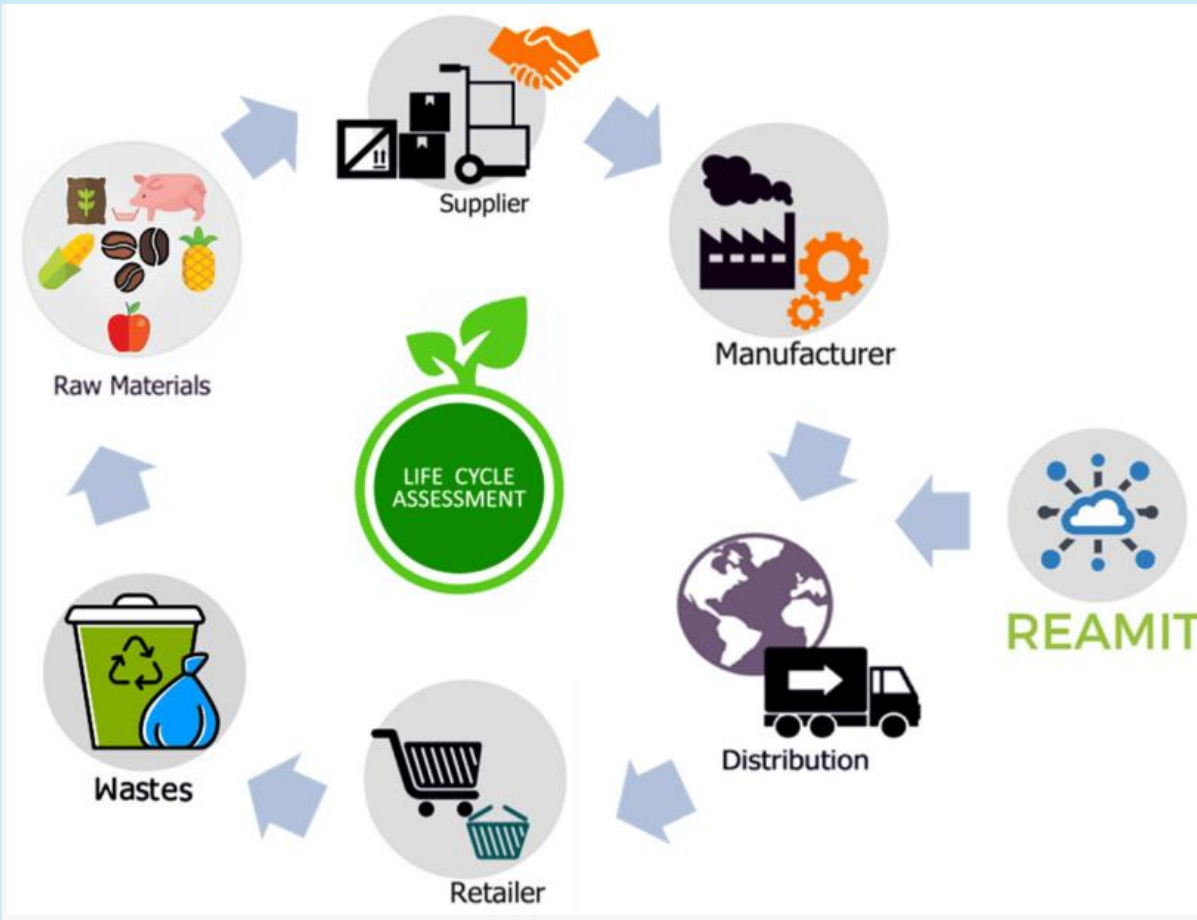 Supplier
Manufacturer
Raw Materials
LIFE CYCLE
ASSESSMENT
REAMIT
Distribution
Wastes
Retailer